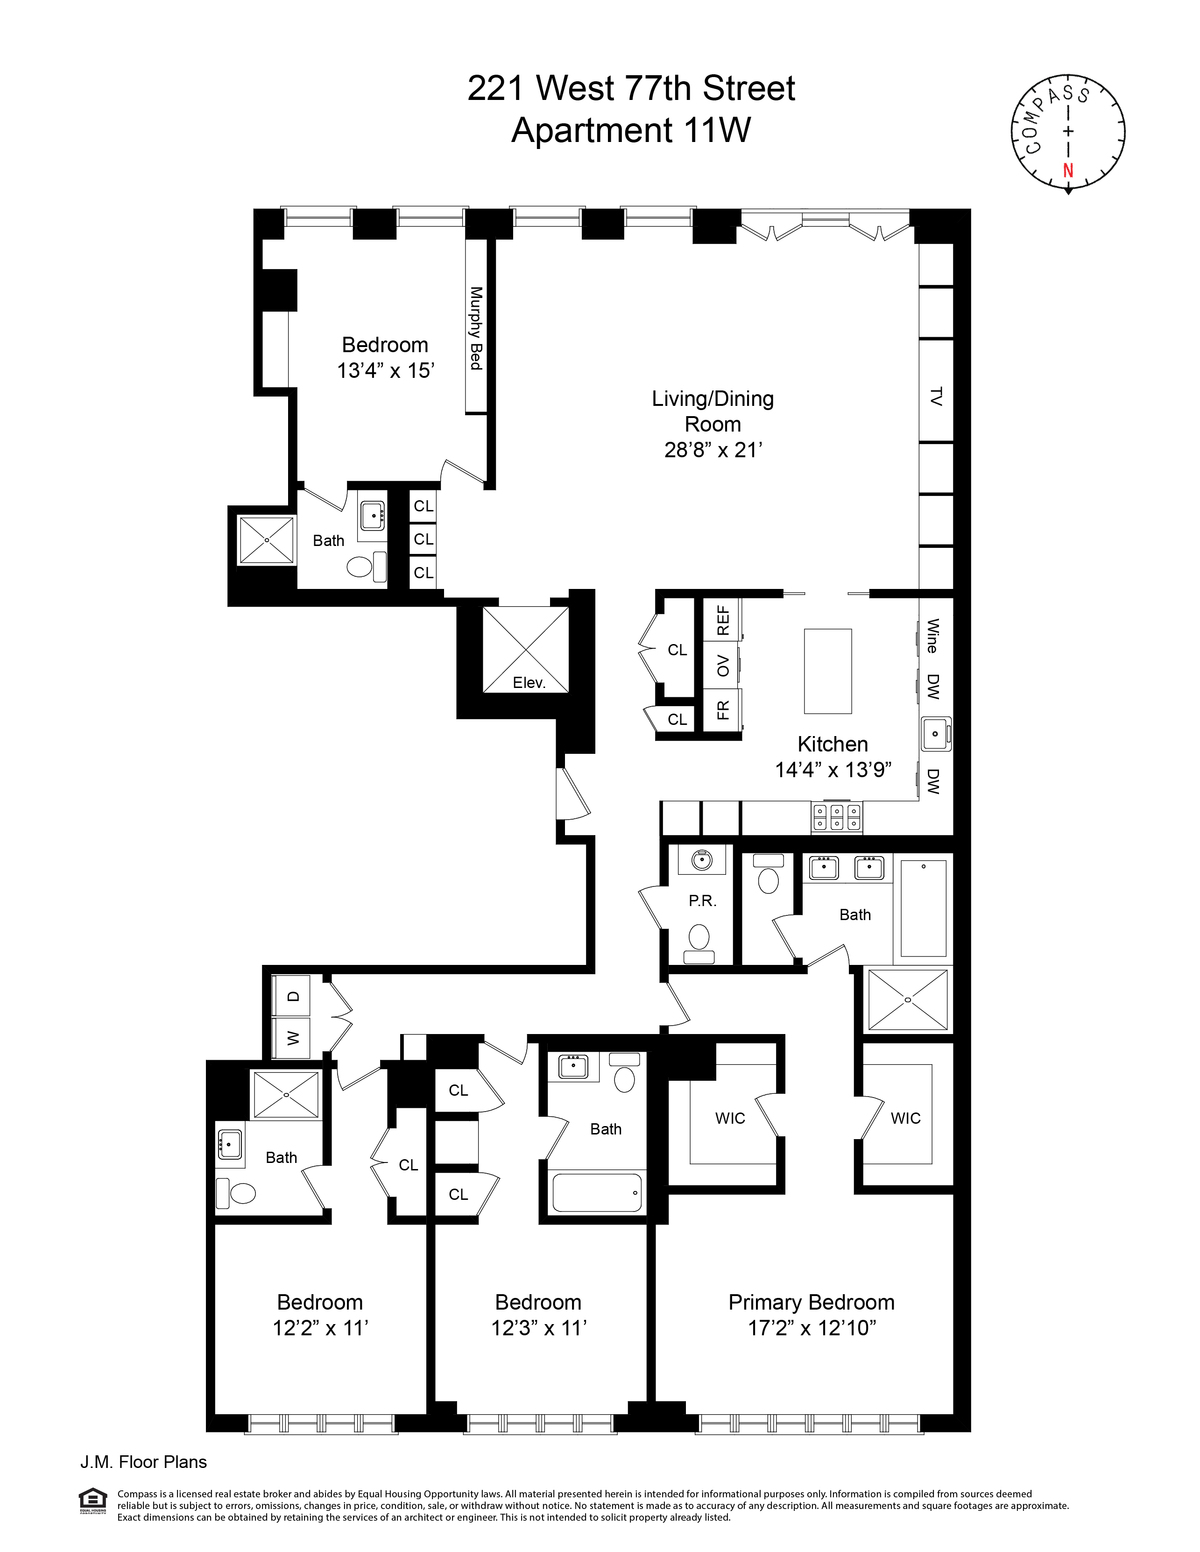 221 West 77th Street
Apartment 11W
COMPASS
N
Murphy Bed
Bedroom
13’4” x 15’
Living/Dining
Room
28’8” x 21’
TV
CL
CL
CL
Bath
Elev.
CL
CL
REF
OV
FR
Wine
DW
DW
Kitchen
14’4” x 13’9”
P.R.
Bath
D
W
CL
CL
CL
Bath
Bath
WIC
WIC
Bedroom
12’2” x 11’
Bedroom
12’3” x 11’
Primary Bedroom
17’2” x 12’10”
J.M. Floor Plans
EQUAL HOUSING
OPPORTUNITY
Compass is a licensed real estate broker and abides by Equal Housing Opportunity laws. All material presented herein is intended for informational purposes only. Information is compiled from sources deemed
reliable but is subject to errors, omissions, changes in price, condition, sale, or withdraw without notice. No statement is made as to accuracy of any description. All measurements and square footages are approximate.
Exact dimensions can be obtained by retaining the services of an architect or engineer. This is not intended to solicit property already listed.